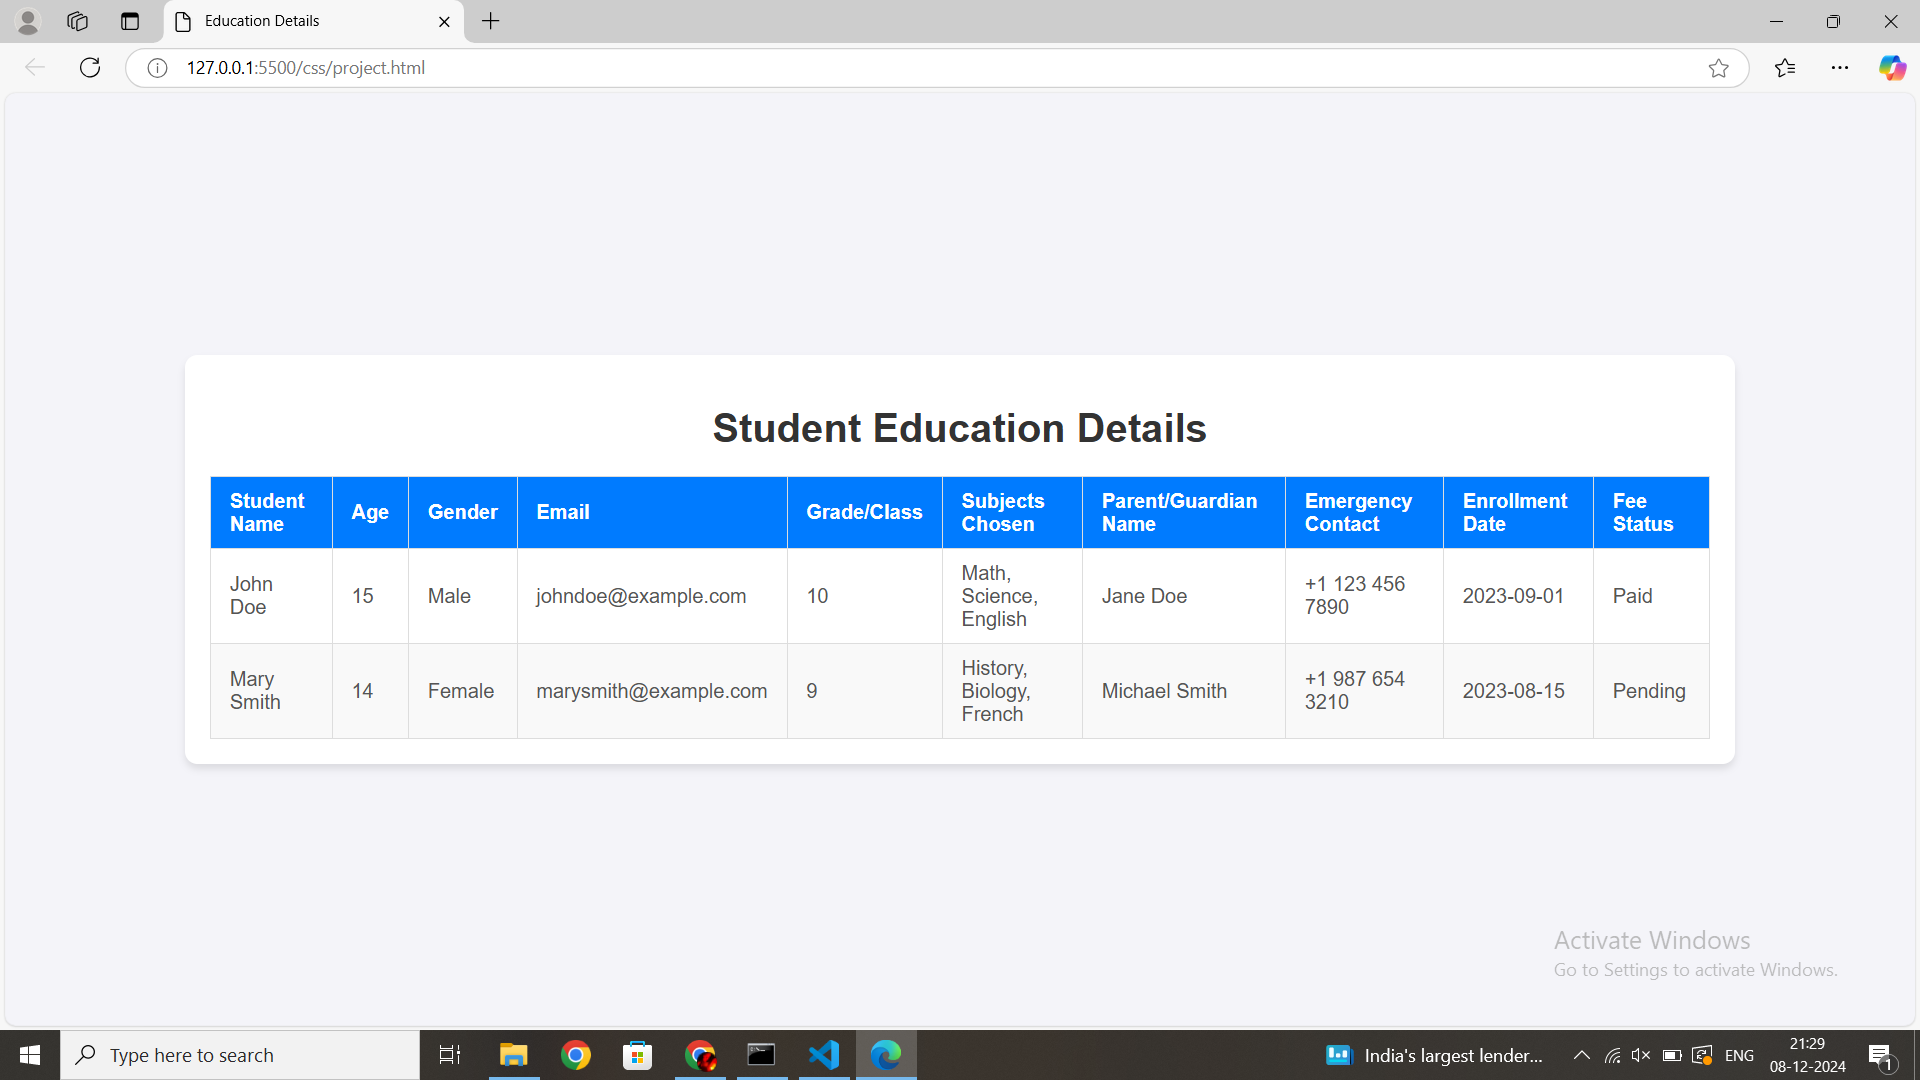 Education Details
127.0.0.1:5500/css/project.html
Student Education Details
Student Name Age Gender Email Grade/Class Subjects Chosen Parent/Guardian Name Emergency Contact Enrollment Date Fee Status
John Doe 15 Male johndoe@example.com 10 Math, Science, English Jane Doe +1 123 456 7890 2023-09-01 Paid
Mary Smith 14 Female marysmith@example.com 9 History, Biology, French Michael Smith +1 987 654 3210 2023-08-15 Pending
Activate Windows
Go to Settings to activate Windows.
Type here to search
India's largest lender...
ENG
21:29
08-12-2024
1